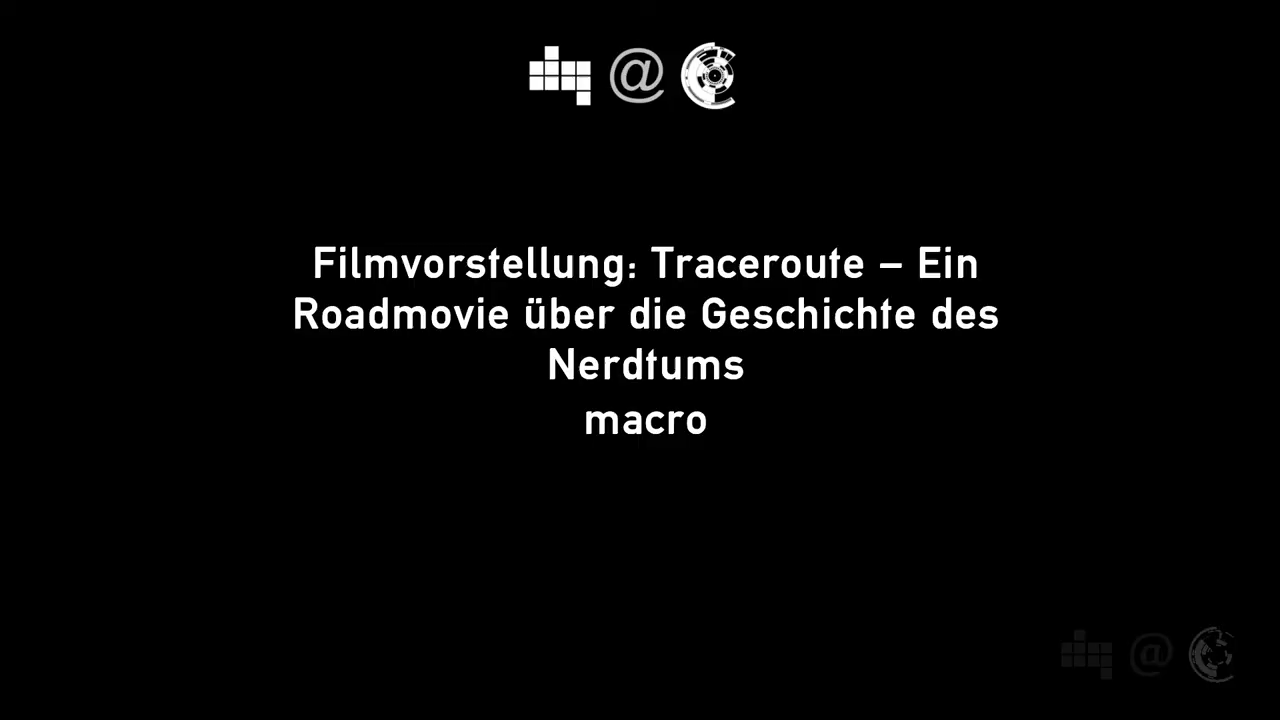 @
Filmvorstellung: Traceroute – Ein
Roadmovie über die Geschichte des
Nerdtums
macro
@